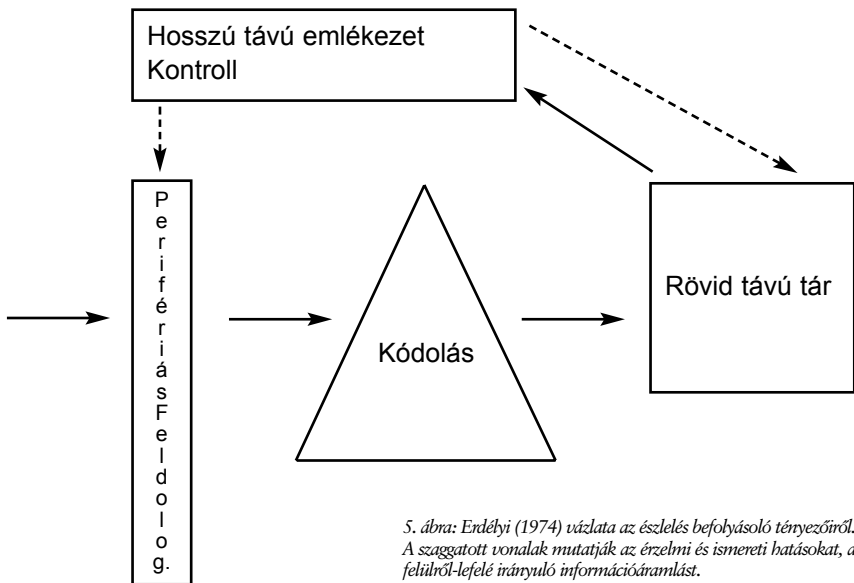 Hosszú távú emlékezet
Kontroll
PerifériásFeldolog.
Kódolás
Rövid távú tár
5. ábra: Erdélyi (1974) vázlata az észlelés befolyásoló tényezőiről.
A szaggatott vonalak mutatják az érzelmi és ismereti hatásokat, a
felülről-lefelé irányuló információáramlást.